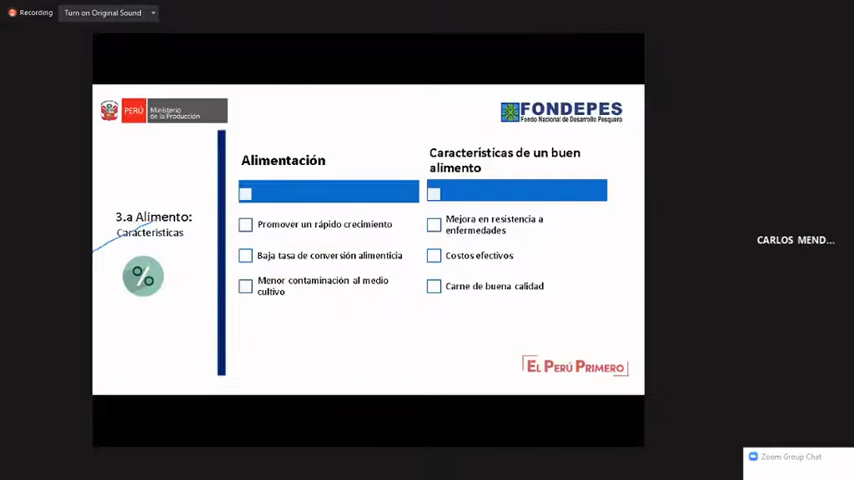 Recording
Turn on Original Sound
PERÚ
Ministerio
de la Producción
FONDEPES
Fondo Nacional de Desarrollo Pesquero
3.a Alimento:
Características
%
Alimentación
Promover un rápido crecimiento
Baja tasa de conversión alimenticia
Menor contaminación al medio
cultivo
Características de un buen
alimento
Mejora en resistencia a
enfermedades
Costos efectivos
Carne de buena calidad
EL PERÚ PRIMERO
CARLOS MEND...
Zoom Group Chat